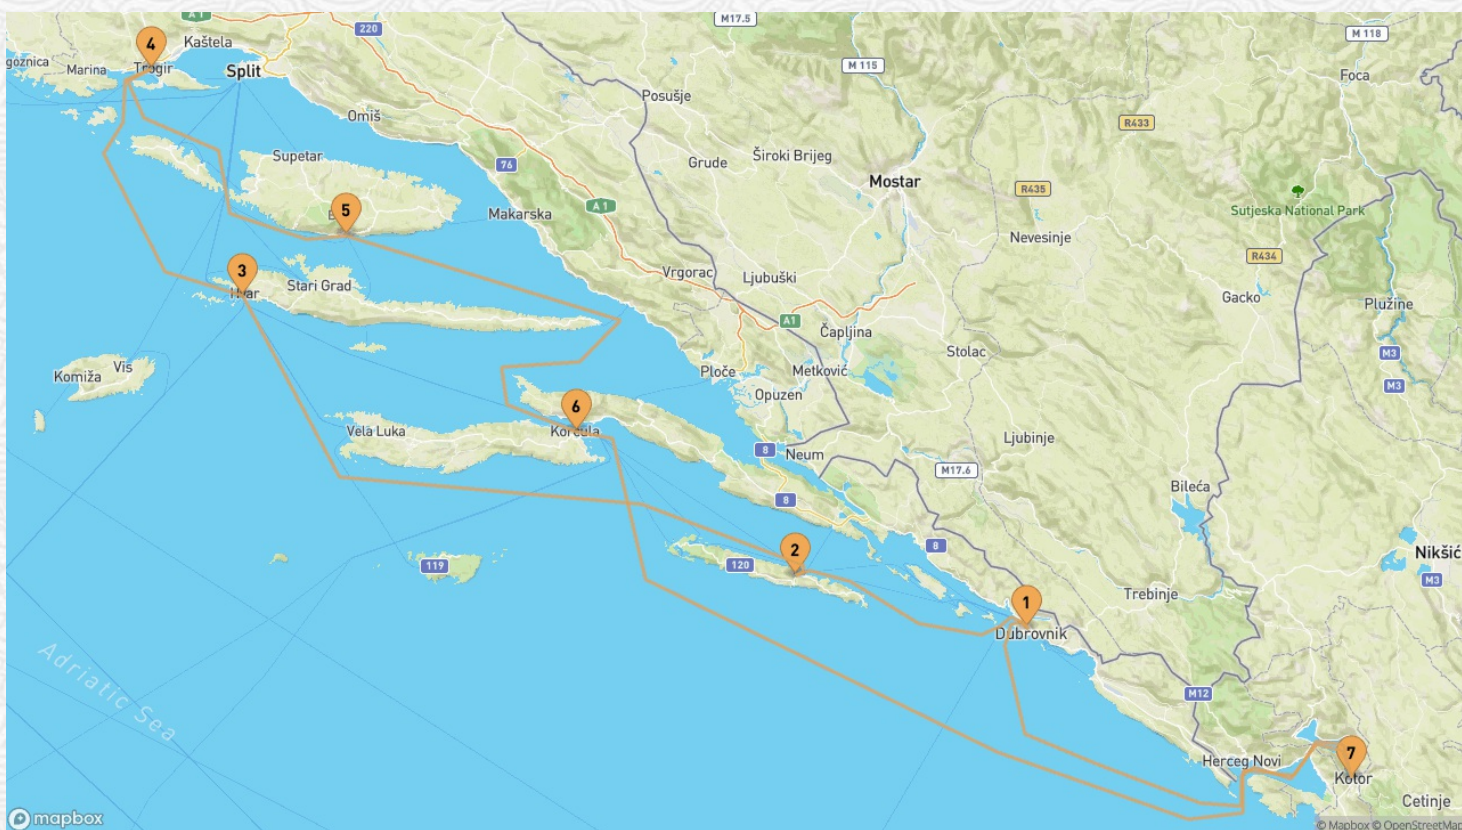 A 1
M17.5
4
Kaštela
220
M 118
goznica
Marina
Trogir
Split
M 115
Foca
Posušje
Omiš
R433
Supetar
76
Grude
Široki Brijeg
Mostar
R435
Sutjeska National Park
5
Makarska
A 1
Nevesinje
R434
3
Vrgorac
Ljubuški
Hvar
Stari Grad
Gacko
Plužine
A1
Čapljina
Stolac
M3
Komiža
Vis
Ploče
Metković
M3
Opuzen
6
Vela Luka
Korčula
Ljubinje
8
Neum
M17.6
Bileća
8
Nikšić
119
120
2
8
M3
Trebinje
1
Dubrovnik
Adriatic Sea
M12
7
Herceg Novi
Kotor
Cetinje
mapbox
© Mapbox © OpenStreetMap